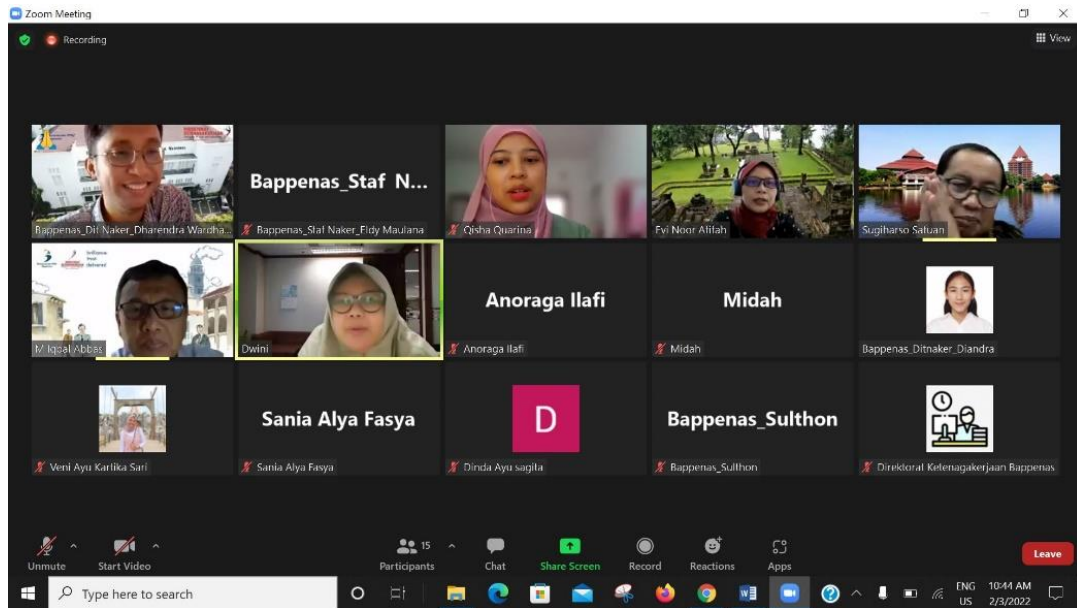 Zoom Meeting
Recording
View
Bappenas_Dit Naker_Dharendra Wardha...
Bappenas_Staf N...
Bappenas_Staf Naker_Eldy Maulana
Qisha Quarina
Evi Noor Afifah
Sugiharso Safuan
M Iqbal Abbas
Dwini
Anoraga Ilafi
Anoraga Ilafi
Midah
Midah
Bappenas_Ditnaker_Diandra
Veni Ayu Kartika Sari
Sania Alya Fasya
Sania Alya Fasya
D
Dinda Ayu sagita
Bappenas_Sulthon
Bappenas_Sulthon
Direktorat Ketenagakerjaan Bappenas
Unmute
Start Video
15
Participants
Chat
Share Screen
Record
Reactions
Apps
Leave
Type here to search
ENG
US
10:44 AM
2/3/2022